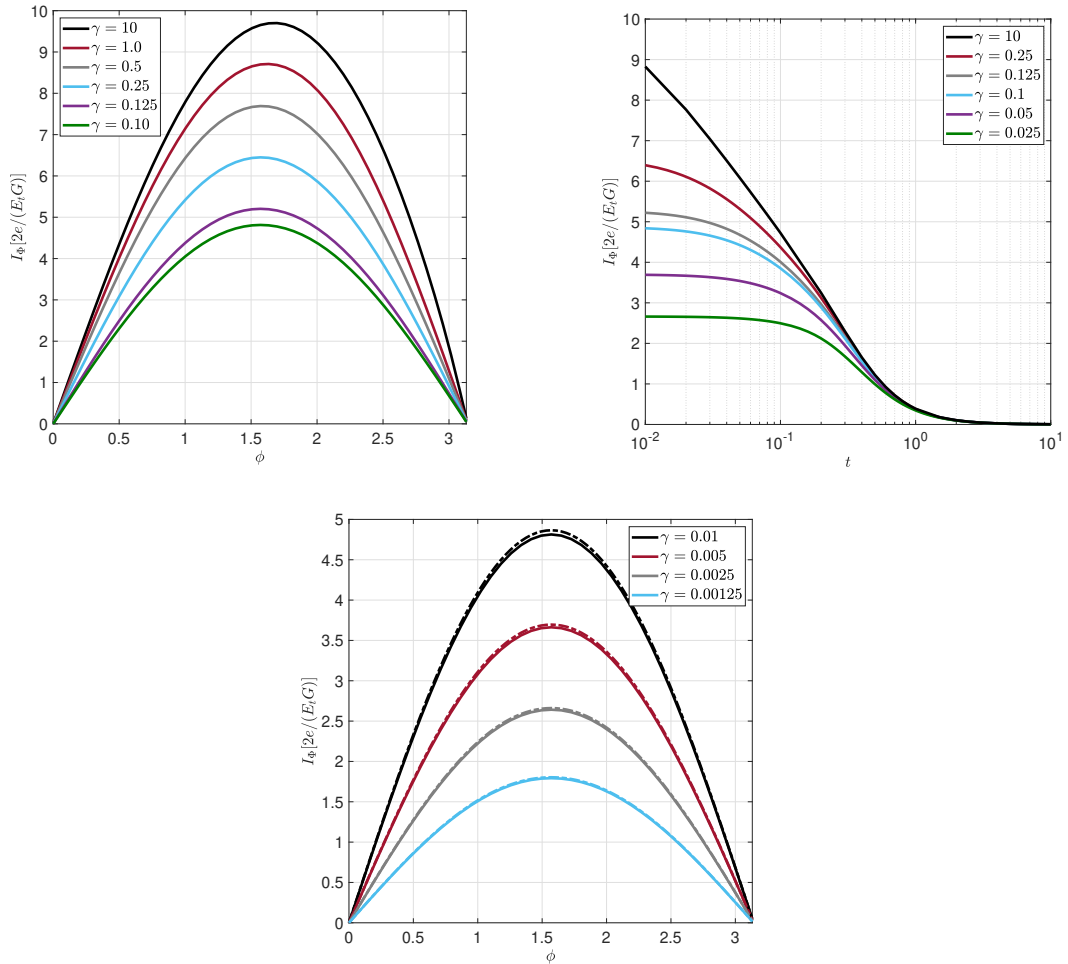 10
9
8
7
6
5
4
3
2
1
0
I_Φ[2e/(E_tG)]
γ = 10
γ = 1.0
γ = 0.5
γ = 0.25
γ = 0.125
γ = 0.10
0 0.5 1 1.5 2 2.5 3
ϕ
10
9
8
7
6
5
4
3
2
1
0
I_Φ[2e/(E_tG)]
γ = 10
γ = 0.25
γ = 0.125
γ = 0.1
γ = 0.05
γ = 0.025
10^-2 10^-1 10^0 10^1
t
5
4.5
4
3.5
3
2.5
2
1.5
1
0.5
0
I_Φ[2e/(E_tG)]
γ = 0.01
γ = 0.005
γ = 0.0025
γ = 0.00125
0 0.5 1 1.5 2 2.5 3
ϕ